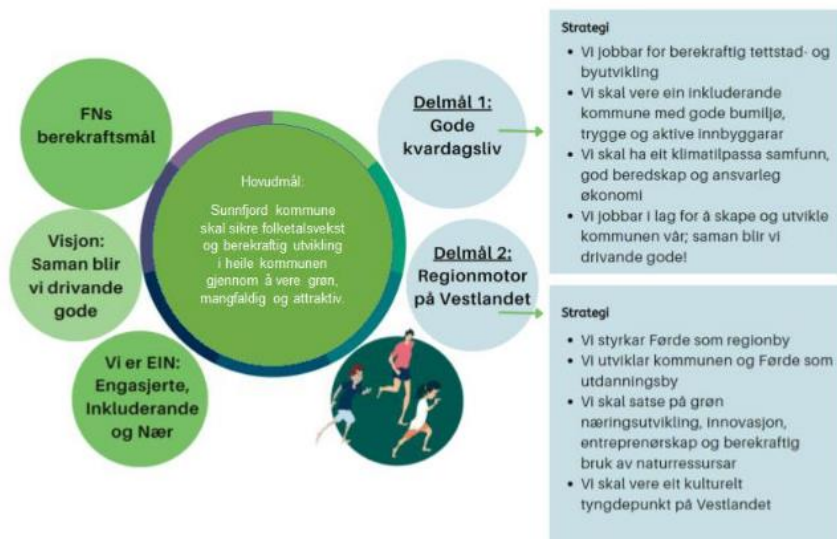 FNs
berekraftsmål
Visjon:
Saman blir
vi drivande
gode
Vi er EIN:
Engasjerte,
Inkluderande
og Nær
Hovudmål:
Sunnfjord kommune
skal sikre folketalsvekst
og berekraftig utvikling
i heile kommunen
gjennom å vere grøn,
mangfaldig og attraktiv.
Delmål 1:
Gode
kvardagsliv
Delmål 2:
Regionmotor
på Vestlandet
Strategi
• Vi jobbar for berekraftig tettstad- og
byutvikling
• Vi skal vere ein inkluderande
kommune med gode bumiljø,
trygge og aktive innbyggarar
• Vi skal ha eit klimatilpassa samfunn,
god beredskap og ansvarleg
økonomi
• Vi jobbar i lag for å skape og utvikle
kommunen vår; saman blir vi
drivande gode!
Strategi
• Vi styrkar Førde som regionby
• Vi utviklar kommunen og Førde som
utdanningsby
• Vi skal satse på grøn
næringsutvikling, innovasjon,
entreprenørskap og berekraftig
bruk av naturressursar
• Vi skal vere eit kulturelt
tyngdepunkt på Vestlandet